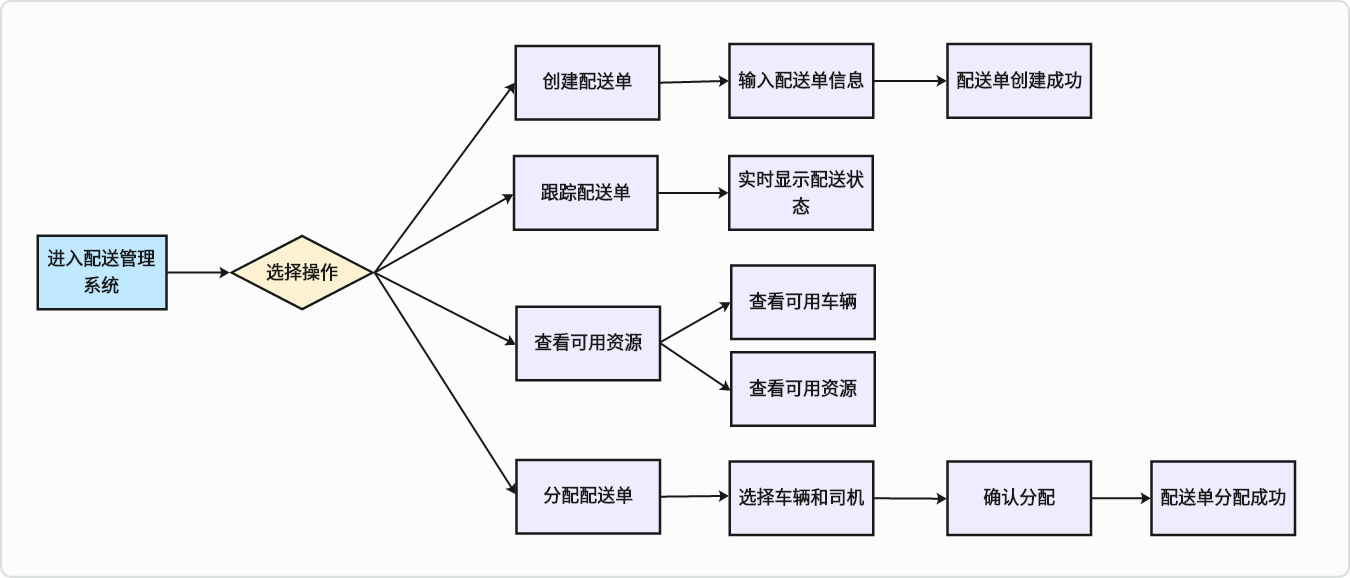 进入配送管理
系统
选择操作
创建配送单
输入配送单信息
配送单创建成功
跟踪配送单
实时显示配送状
态
查看可用资源
查看可用车辆
查看可用资源
分配配送单
选择车辆和司机
确认分配
配送单分配成功